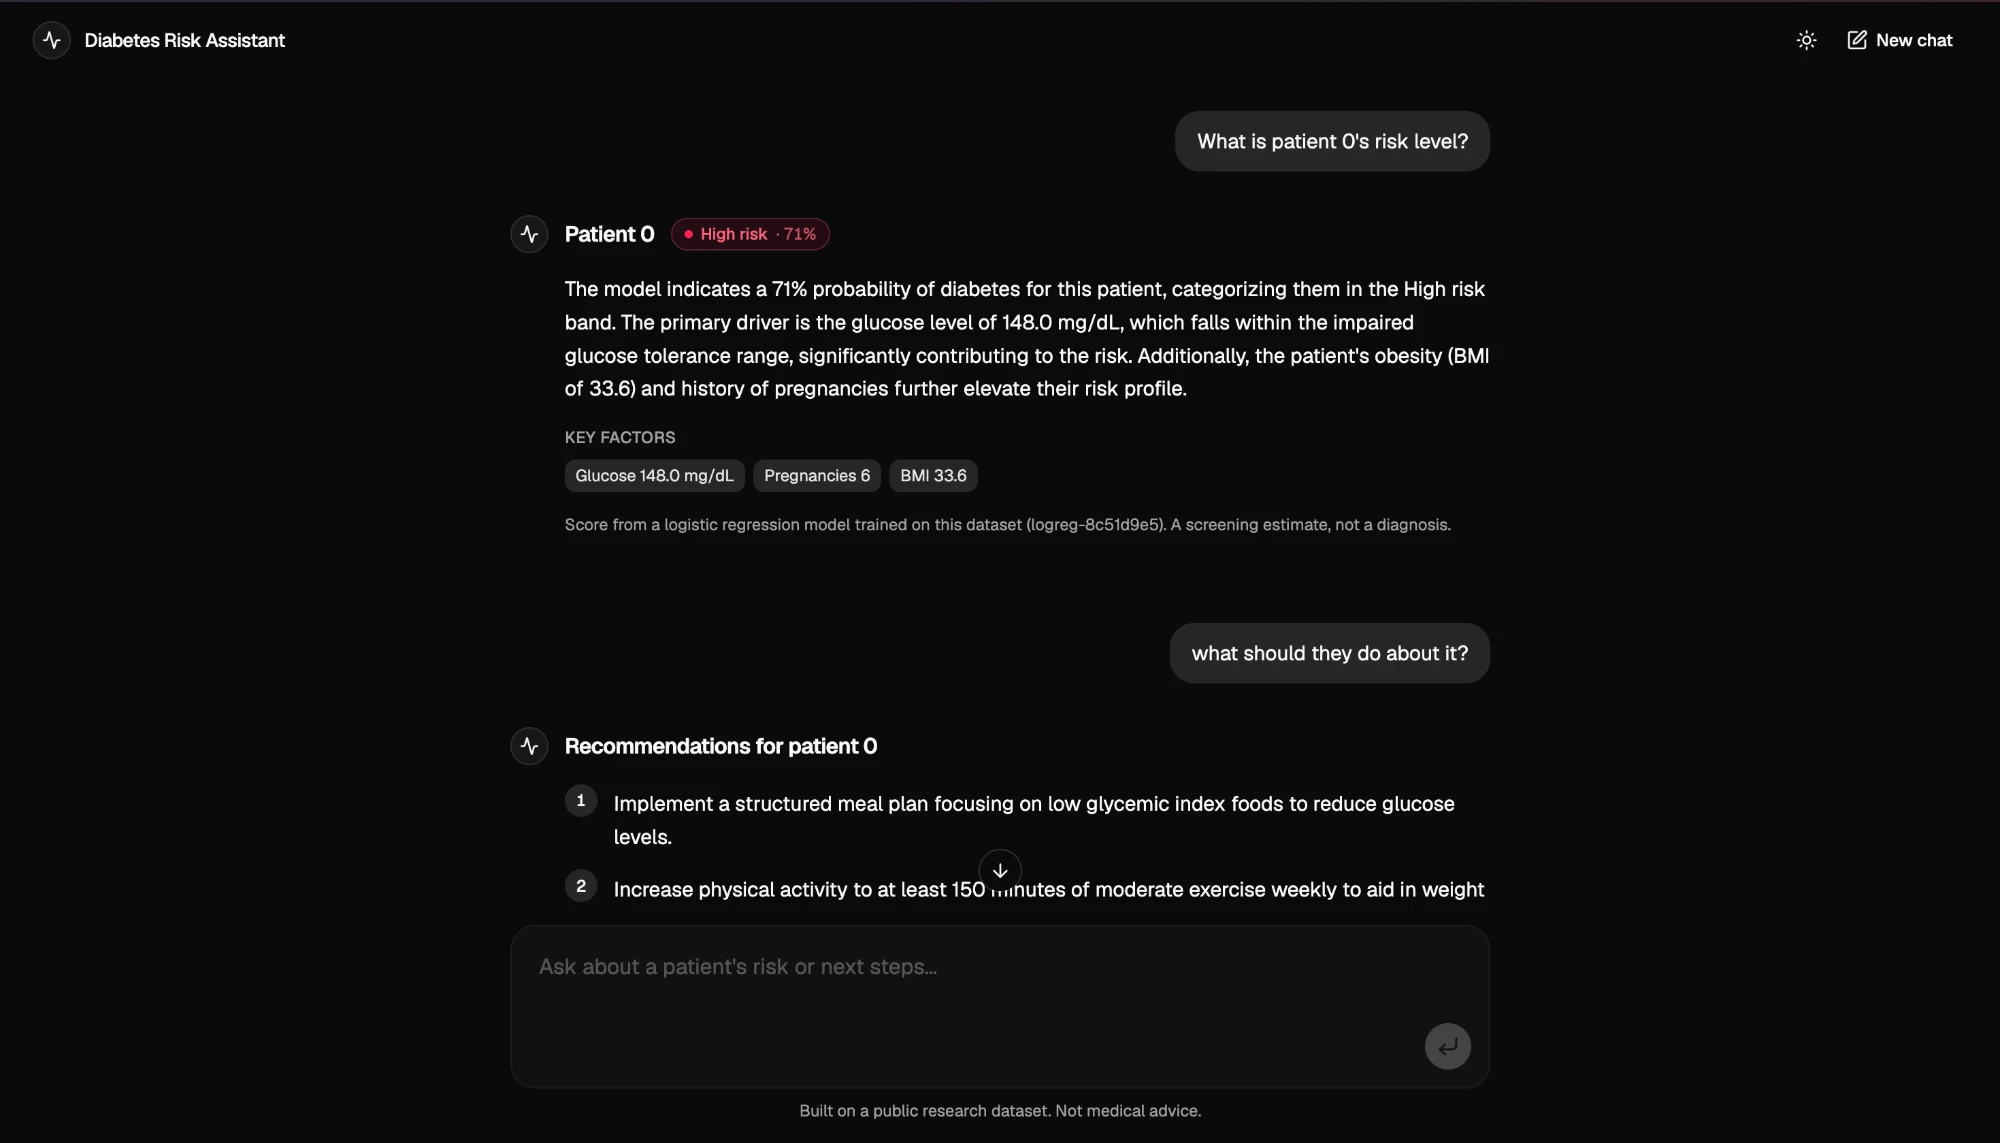 Diabetes Risk Assistant
New chat
What is patient 0's risk level?
Patient 0
High risk · 71%
The model indicates a 71% probability of diabetes for this patient, categorizing them in the High risk
band. The primary driver is the glucose level of 148.0 mg/dL, which falls within the impaired
glucose tolerance range, significantly contributing to the risk. Additionally, the patient's obesity (BMI
of 33.6) and history of pregnancies further elevate their risk profile.
KEY FACTORS
Glucose 148.0 mg/dL
Pregnancies 6
BMI 33.6
Score from a logistic regression model trained on this dataset (logreg-8c51d9e5). A screening estimate, not a diagnosis.
what should they do about it?
Recommendations for patient 0
1 Implement a structured meal plan focusing on low glycemic index foods to reduce glucose
levels.
2 Increase physical activity to at least 150 minutes of moderate exercise weekly to aid in weight
Ask about a patient's risk or next steps...
Built on a public research dataset. Not medical advice.